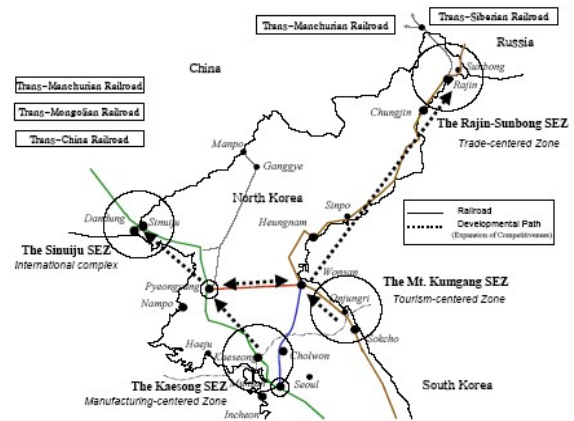 Trans-Manchurian Railroad
Trans-Siberian Railroad
Russia
China
Sunbong
Rajin
Trans-Manchurian Railroad
Trans-Mongolian Railroad
Trans-China Railroad
Chungjin
The Rajin-Sunbong SEZ
Trade-centered Zone
Manpo
Ganggye
North Korea
Sinpo
Dandung
Sinuiju
Heungnam
Railroad
Developmental Path
(Expansion of Competitiveness)
The Sinuiju SEZ
International complex
Wonsan
Pyeongyang
The Mt. Kumgang SEZ
Tourism-centered Zone
Onjungri
Nampo
Sokcho
Haeju
Kaeseong
Cholwon
The Kaesong SEZ
Manufacturing-centered Zone
Seoul
South Korea
Incheon